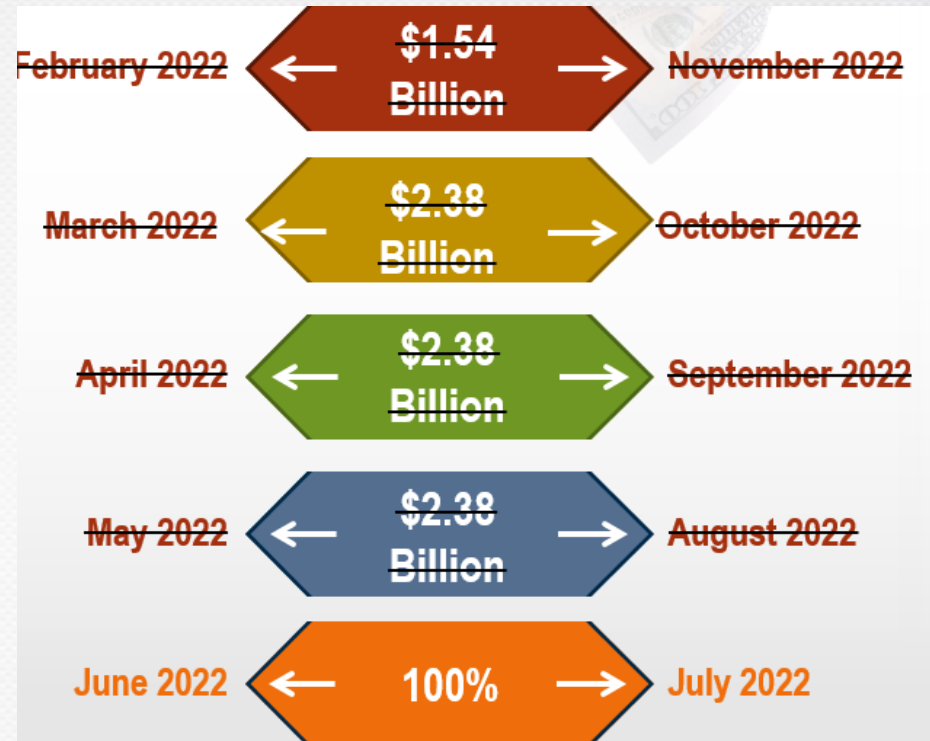 February 2022 $1.54 Billion November 2022
March 2022 $2.38 Billion October 2022
April 2022 $2.38 Billion September 2022
May 2022 $2.38 Billion August 2022
June 2022 100% July 2022